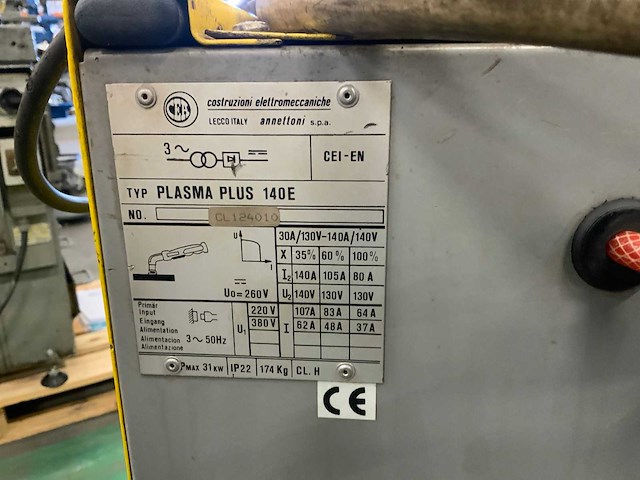 CEA
costruzioni elettromeccaniche
LECCO ITALY annettoni s.p.a.
3~
CEI-EN
TYP PLASMA PLUS 140E
NO. CL124010
30A/130V-140A/140V
X 35% 60% 100%
I2 140A 105A 80A
U2 140V 130V 130V
U
I
U0=260V
Primär
Input
Eingang
Alimentation
Alimentacion
Alimentazione
3~50Hz
U1
220V
380V
I
107A 83A 64A
62A 48A 37A
PMAX 31 KW IP22 174 Kg CL. H
CE